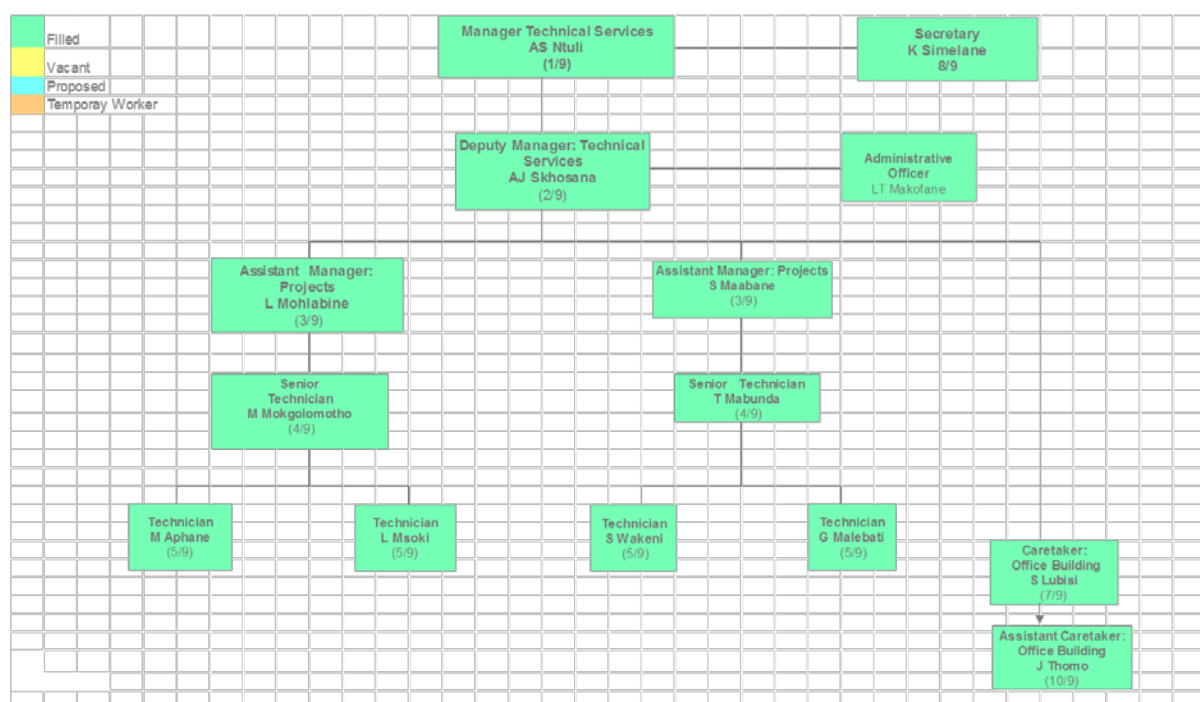 Filled
Vacant
Proposed
Temporay Worker
Manager Technical Services
AS Ntuli
(1/9)
Secretary
K Simelane
8/9
Deputy Manager: Technical
Services
AJ Skhosana
(2/9)
Administrative
Officer
LT Makofane
Assistant Manager:
Projects
L Mohlabine
(3/9)
Assistant Manager: Projects
S Maabane
(3/9)
Senior
Technician
M Mokgolomotho
(4/9)
Senior Technician
T Mabunda
(4/9)
Technician
M Aphane
(5/9)
Technician
L Msoki
(5/9)
Technician
S Wakeni
(5/9)
Technician
G Malebati
(5/9)
Caretaker:
Office Building
S Lubisi
(7/9)
Assistant Caretaker:
Office Building
J Thomo
(10/9)